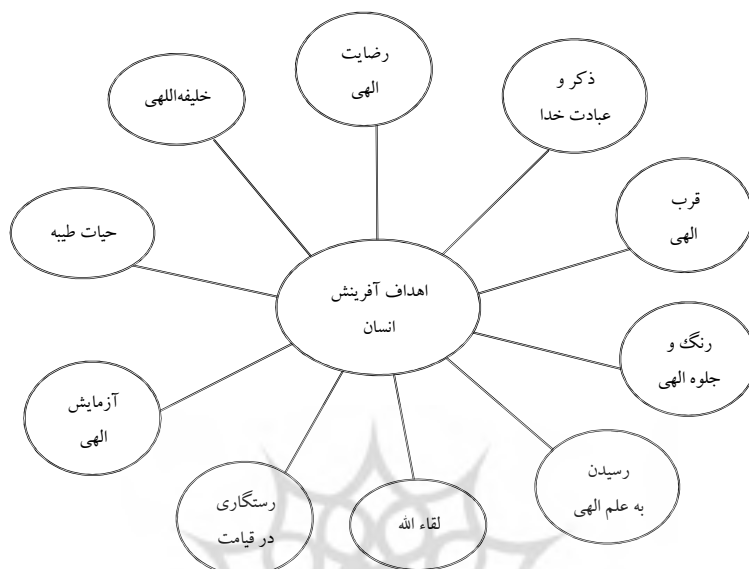 رضایت
الهی
ذکر و
عبادت خدا
خلیفه‌اللهی
قرب
الهی
حیات طیبه
اهداف آفرینش
انسان
رنگ و
جلوه الهی
آزمایش
الهی
رسیدن
به علم الهی
رستگاری
در قیامت
لقاء الله